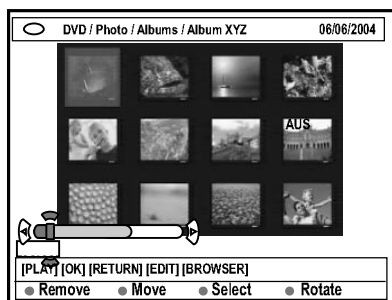 DVD / Photo / Albums / Album XYZ 06/06/2004
AUS
[PLAY] [OK] [RETURN] [EDIT] [BROWSER]
Remove Move Select Rotate